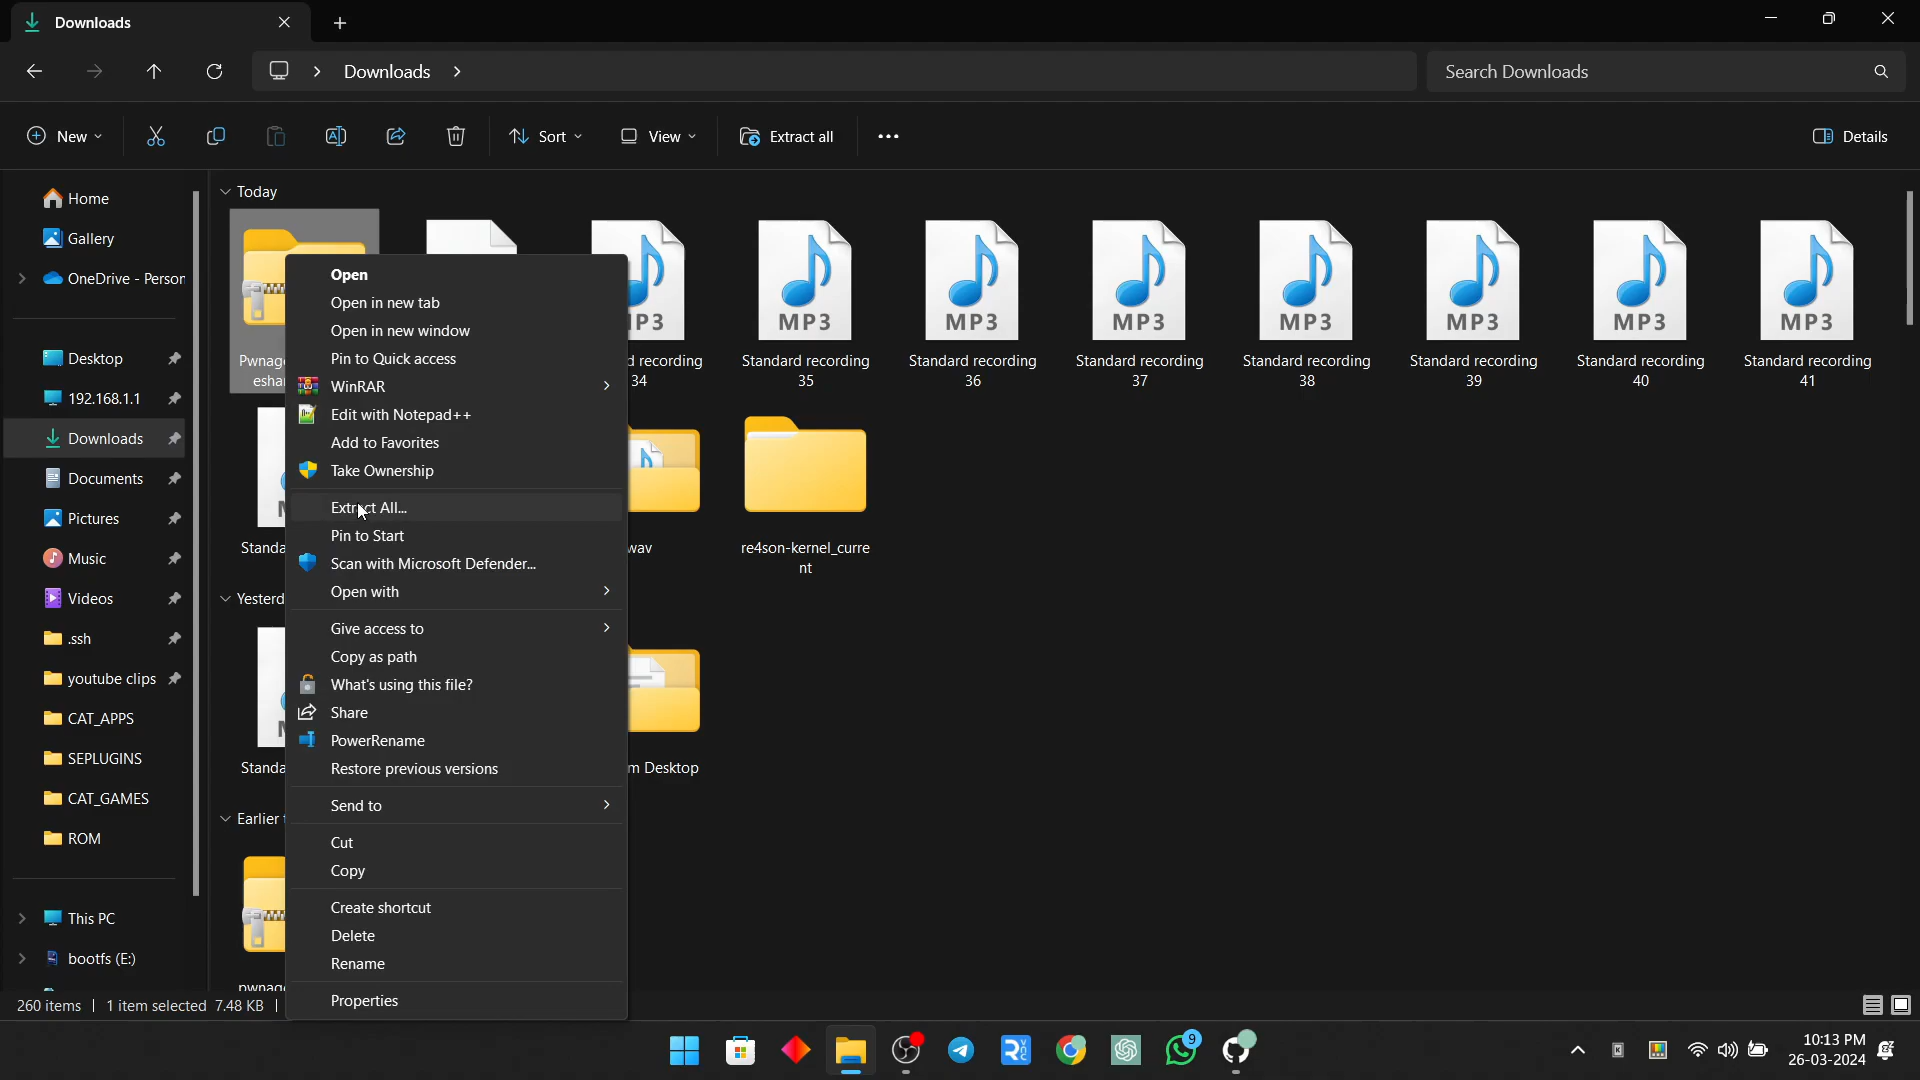 Downloads
Downloads
Search Downloads
New
Sort
View
Extract all
Details
Home
Gallery
OneDrive - Person
Desktop
192.168.1.1
Downloads
Documents
Pictures
Music
Videos
.ssh
youtube clips
CAT_APPS
SEPLUGINS
CAT_GAMES
ROM
This PC
bootfs (E:)
Today
Pwnag
esha
P3
d recording
34
MP3
Standard recording
35
MP3
Standard recording
36
MP3
Standard recording
37
MP3
Standard recording
38
MP3
Standard recording
39
MP3
Standard recording
40
MP3
Standard recording
41
Standa
wav
re4son-kernel_curre
nt
Yesterd
Standa
m Desktop
Earlier
pwnag
Open
Open in new tab
Open in new window
Pin to Quick access
WinRAR
Edit with Notepad++
Add to Favorites
Take Ownership
Extract All...
Pin to Start
Scan with Microsoft Defender...
Open with
Give access to
Copy as path
What's using this file?
Share
PowerRename
Restore previous versions
Send to
Cut
Copy
Create shortcut
Delete
Rename
Properties
260 items
1 item selected 7.48 KB
9
10:13 PM
26-03-2024